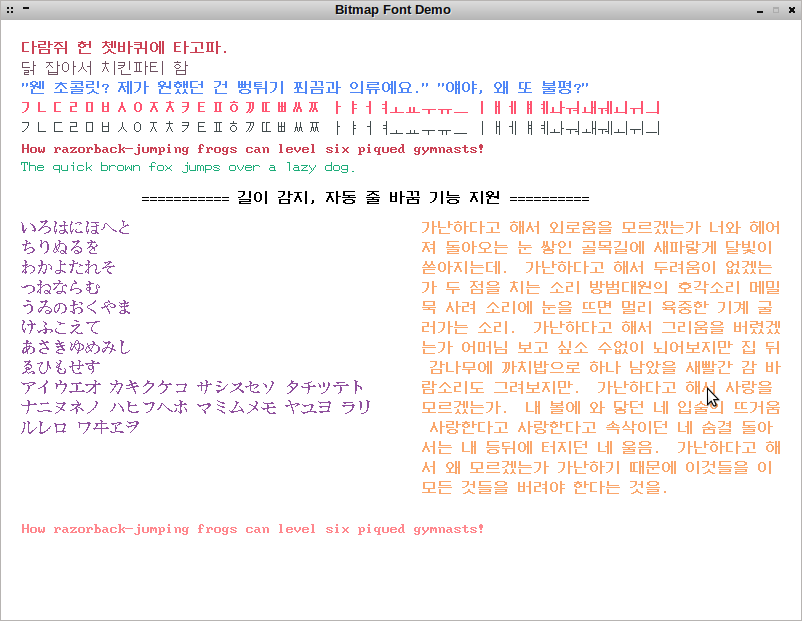 Bitmap Font Demo
다람쥐 헌 쳇바퀴에 타고파.
닭 잡아서 치킨파티 함
"웬 초콜릿? 제가 원했던 건 뻥튀기 쬐끔과 의류예요." "얘야, 왜 또 불평?"
ㄱㄴㄷㄹㅁㅂㅅㅇㅈㅊㅋㅌㅍㅎㄲㄸㅃㅆㅉ ㅏㅑㅓㅕㅗㅛㅜㅠㅡㅣㅐㅔㅒㅖㅘㅝㅙㅞㅚㅟㅢ
ㄱㄴㄷㄹㅁㅂㅅㅇㅈㅊㅋㅌㅍㅎㄲㄸㅃㅆㅉ ㅏㅑㅓㅕㅗㅛㅜㅠㅡㅣㅐㅔㅒㅖㅘㅝㅙㅞㅚㅟㅢ
How razorback-jumping frogs can level six piqued gymnasts!
The quick brown fox jumps over a lazy dog.
=========== 길이 감지, 자동 줄 바꿈 기능 지원 ==========
いろはにほへと
ちりぬるを
わかよたれそ
つねならむ
うゐのおくやま
けふこえて
あさきゆめみし
ゑひもせす
アイウエオ カキクケコ サシスセソ タチツテト
ナニヌネノ ハヒフヘホ マミムメモ ヤユヨ ラリ
ルレロ ワヰヱヲ
가난하다고 해서 외로움을 모르겠는가 너와 헤어
져 돌아오는 눈 쌓인 골목길에 새파랗게 달빛이
쏟아지는데. 가난하다고 해서 두려움이 없겠는
가 두 점을 치는 소리 방범대원의 호각소리 메밀
묵 사려 소리에 눈을 뜨면 멀리 육중한 기계 굴
러가는 소리. 가난하다고 해서 그리움을 버렸겠
는가 어머님 보고 싶소 수없이 뇌어보지만 집 뒤
감나무에 까치밥으로 하나 남았을 새빨간 감 바
람소리도 그려보지만. 가난하다고 해서 사랑을
모르겠는가. 내 볼에 와 닿던 네 입술의 뜨거움
사랑한다고 사랑한다고 속삭이던 네 숨결 돌아
서는 내 등뒤에 터지던 네 울음. 가난하다고 해
서 왜 모르겠는가 가난하기 때문에 이것들을 이
모든 것들을 버려야 한다는 것을.
How razorback-jumping frogs can level six piqued gymnasts!